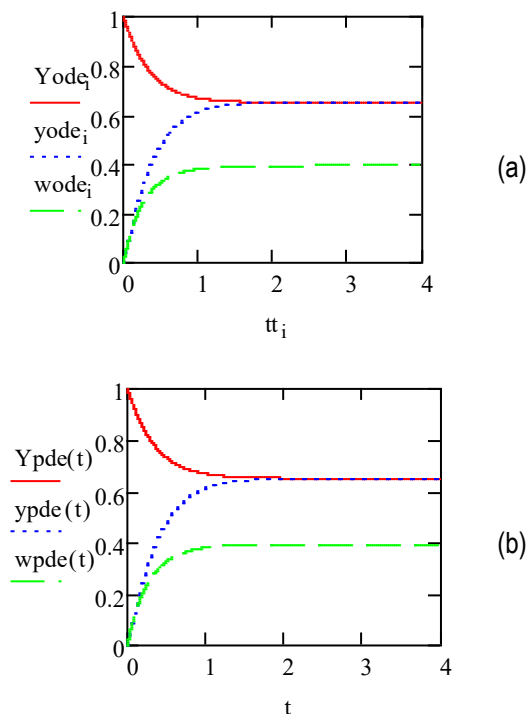 1
0.8
Yode_i
0.6
yode_i
0.4
wode_i
0.2
0
0 1 2 3 4
tt_i
(a)
1
0.8
Ypde(t)
0.6
ypde(t)
0.4
wpde(t)
0.2
0
0 1 2 3 4
t
(b)